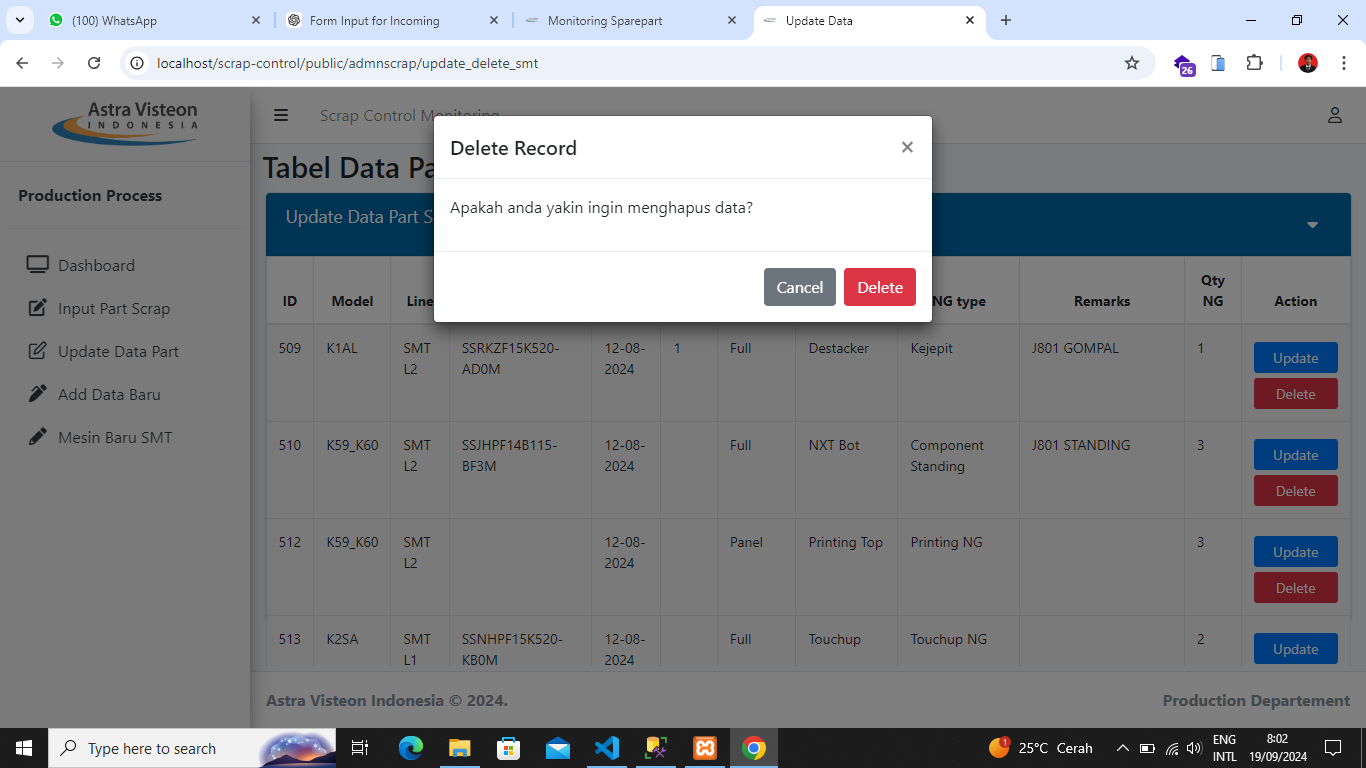 (100) WhatsApp
Form Input for Incoming
Monitoring Sparepart
Update Data
localhost/scrap-control/public/admnscrap/update_delete_smt
26
Astra Visteon
INDONESIA
Scrap Control Monitoring
Production Process
Dashboard
Input Part Scrap
Update Data Part
Add Data Baru
Mesin Baru SMT
Tabel Data Pa
Update Data Part S
Delete Record
×
Apakah anda yakin ingin menghapus data?
Cancel Delete
ID Model Line NG type Remarks Qty NG Action
509 K1AL SMT L2 SSRKZF15K520-AD0M 12-08-2024 1 Full Destacker Kejepit J801 GOMPAL 1 Update Delete
510 K59_K60 SMT L2 SSJHPF14B115-BF3M 12-08-2024 Full NXT Bot Component Standing J801 STANDING 3 Update Delete
512 K59_K60 SMT L2 12-08-2024 Panel Printing Top Printing NG 3 Update Delete
513 K2SA SMT L1 SSNHPF15K520-KB0M 12-08-2024 Full Touchup Touchup NG 2 Update
Astra Visteon Indonesia © 2024.
Production Departement
Type here to search
1
25°C Cerah
ENG
INTL
8:02
19/09/2024